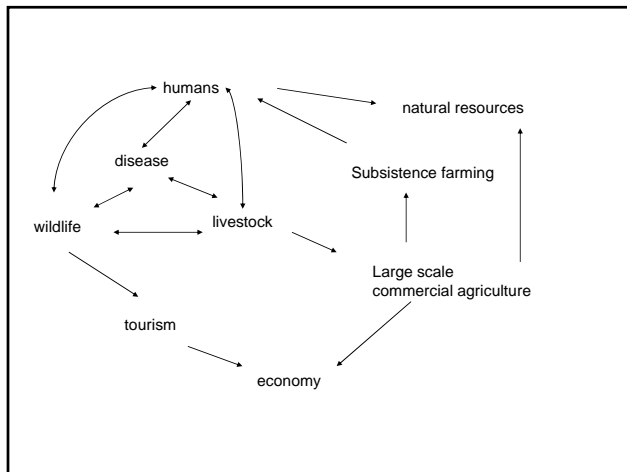 humans
natural resources
disease
Subsistence farming
wildlife
livestock
Large scale
commercial agriculture
tourism
economy